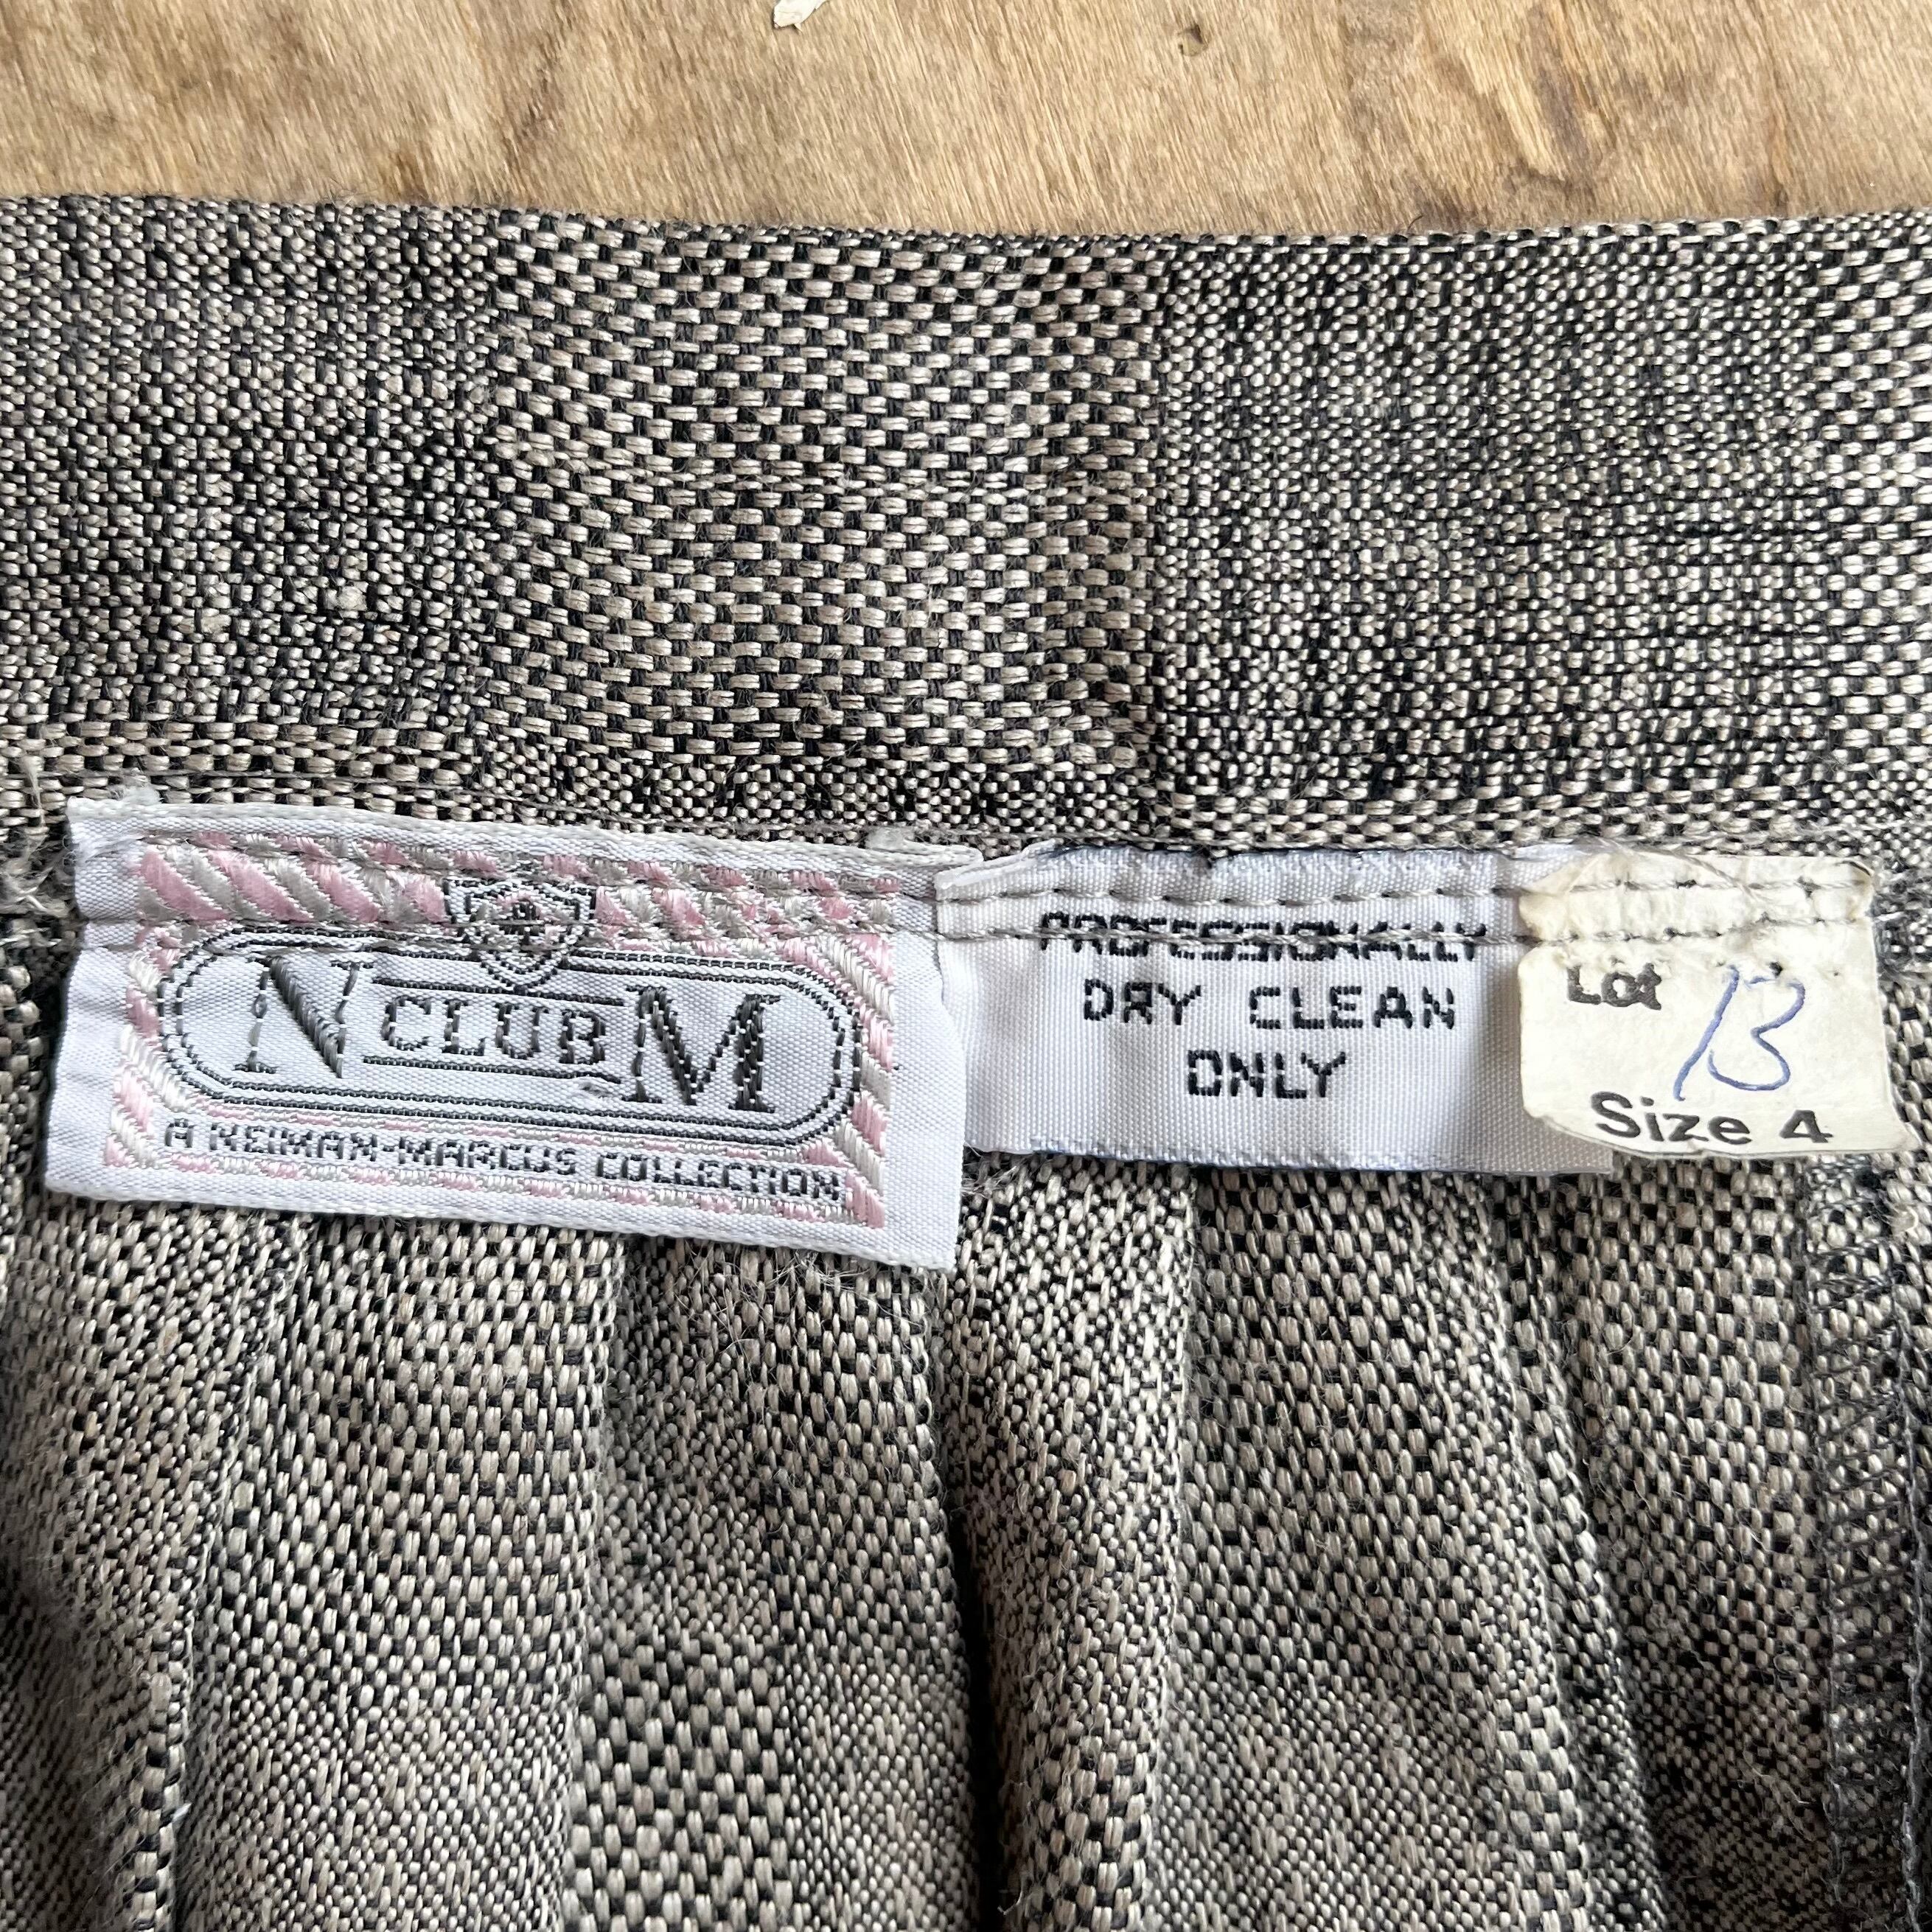 N CLUB M
A NEIMAN-MARCUS COLLECTION
PROFESSIONALLY
DRY CLEAN
ONLY
Lot 13
Size 4